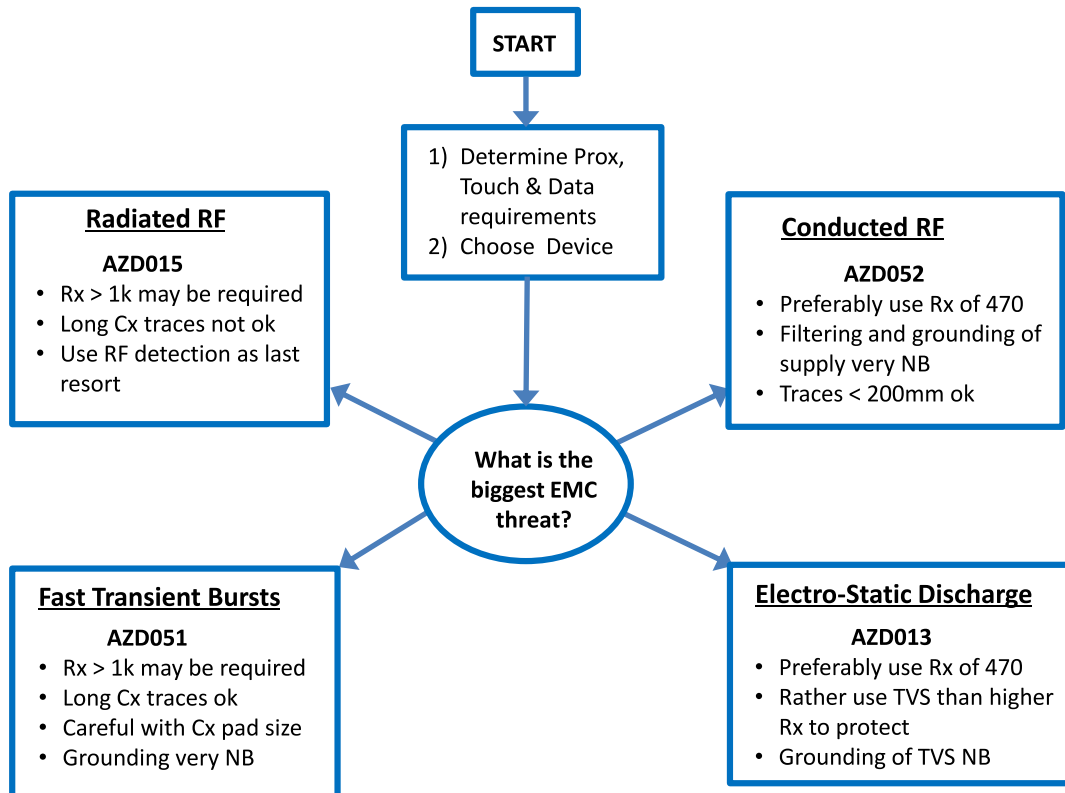 START
1) Determine Prox,
Touch & Data
requirements
2) Choose Device
Radiated RF
AZD015
• Rx > 1k may be required
• Long Cx traces not ok
• Use RF detection as last
resort
Conducted RF
AZD052
• Preferably use Rx of 470
• Filtering and grounding of
supply very NB
• Traces < 200mm ok
What is the
biggest EMC
threat?
Fast Transient Bursts
AZD051
• Rx > 1k may be required
• Long Cx traces ok
• Careful with Cx pad size
• Grounding very NB
Electro-Static Discharge
AZD013
• Preferably use Rx of 470
• Rather use TVS than higher
Rx to protect
• Grounding of TVS NB